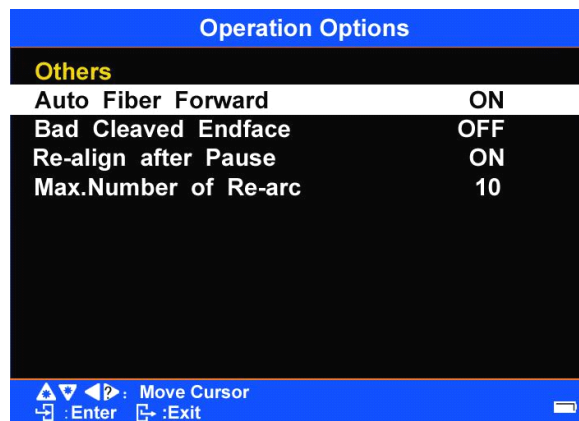 Operation Options
Others
Auto Fiber Forward ON
Bad Cleaved Endface OFF
Re-align after Pause ON
Max.Number of Re-arc 10
?: Move Cursor
:Enter :Exit